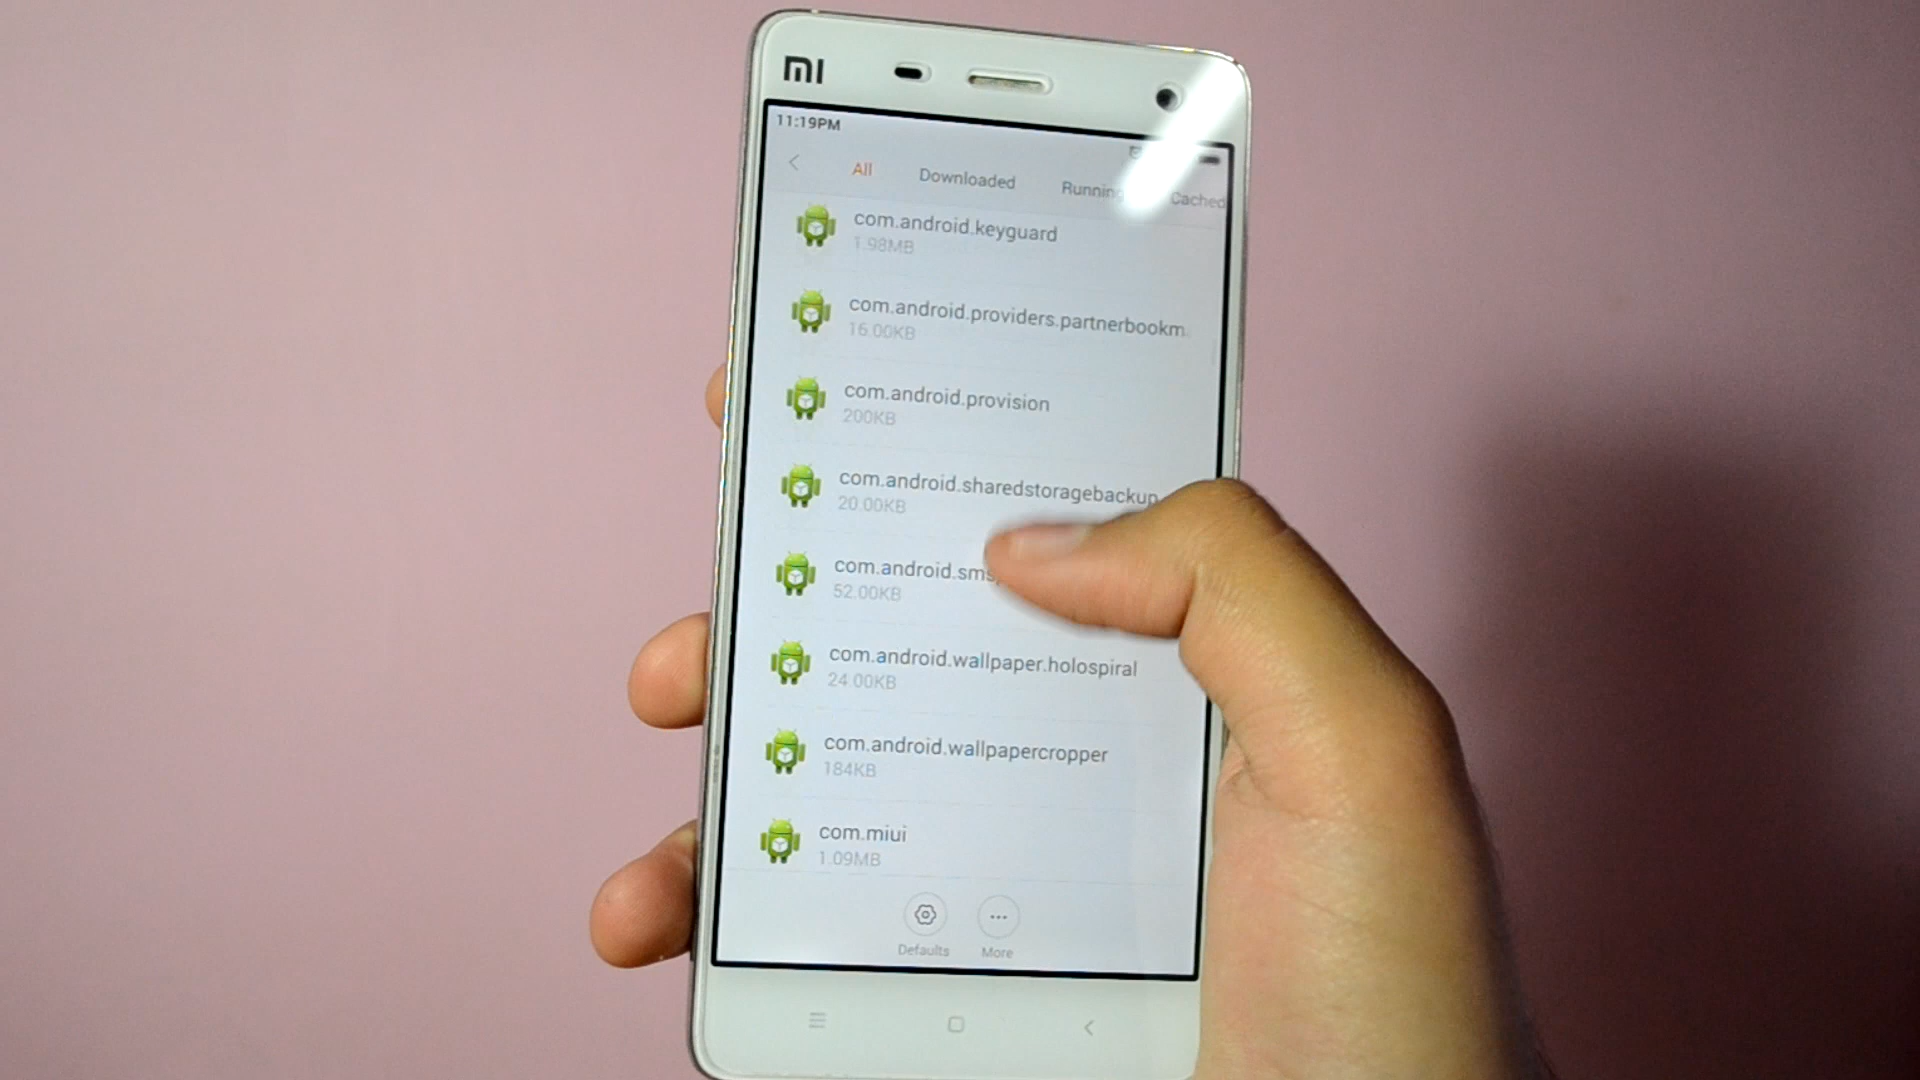 MI
11:19PM
All Downloaded Running Cached
com.android.keyguard
1.98MB
com.android.providers.partnerbookm
16.00KB
com.android.provision
200KB
com.android.sharedstoragebackup
20.00KB
com.android.sms
52.00KB
com.android.wallpaper.holospiral
24.00KB
com.android.wallpapercropper
184KB
com.miui
1.09MB
Defaults More